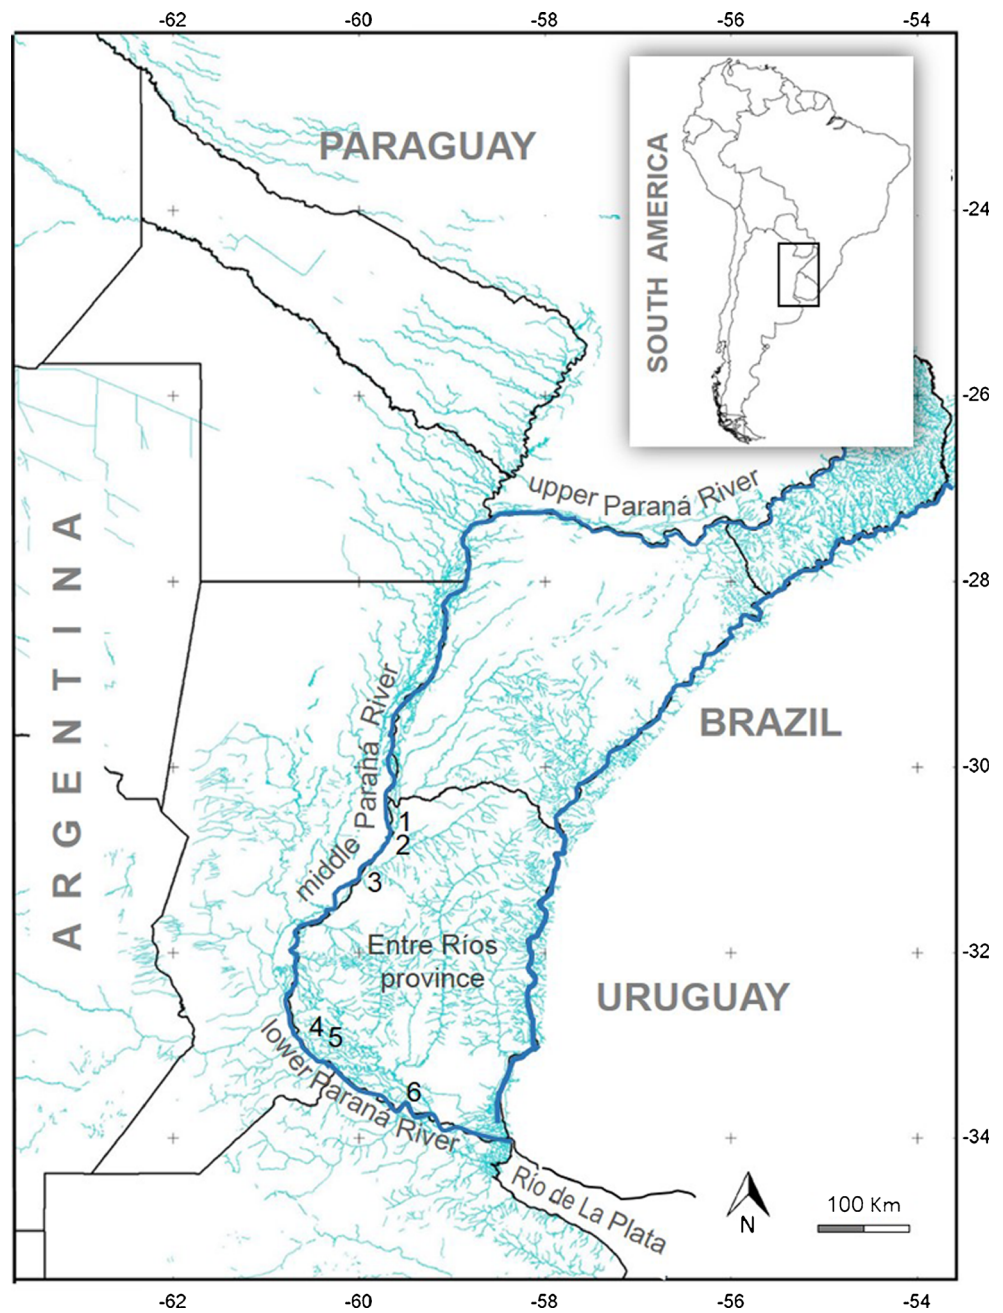 -62 -60 -58 -56 -54
PARAGUAY
SOUTH AMERICA
-24
-26
upper Paraná River
ARGENTINA
-28
middle Paraná River
BRAZIL
-30
1
2
3
Entre Ríos
province
-32
URUGUAY
4
5
lower Paraná River
6
-34
Río de La Plata
N
100 Km
-62 -60 -58 -56 -54